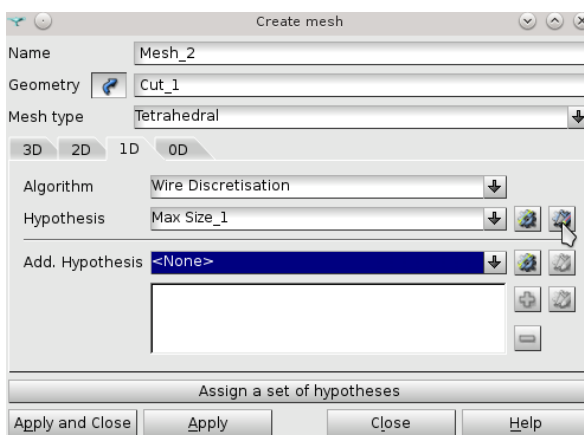 Create mesh
Name Mesh_2
Geometry Cut_1
Mesh type Tetrahedral
3D 2D 1D 0D
Algorithm Wire Discretisation
Hypothesis Max Size_1
Add. Hypothesis <None>
Assign a set of hypotheses
Apply and Close Apply Close Help